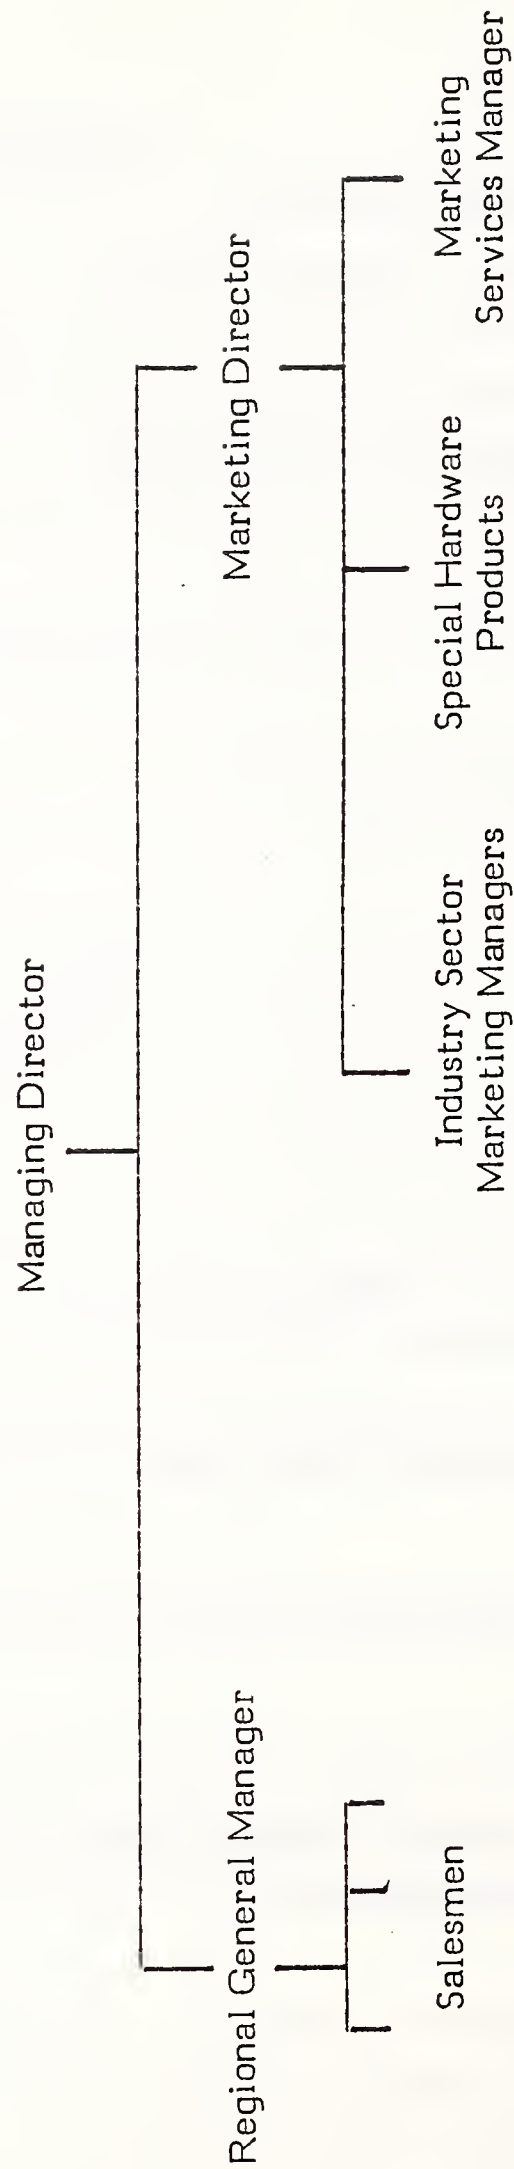 Managing Director
Regional General Manager
Marketing Director
Salesmen
Industry Sector
Marketing Managers
Special Hardware
Products
Marketing
Services Manager